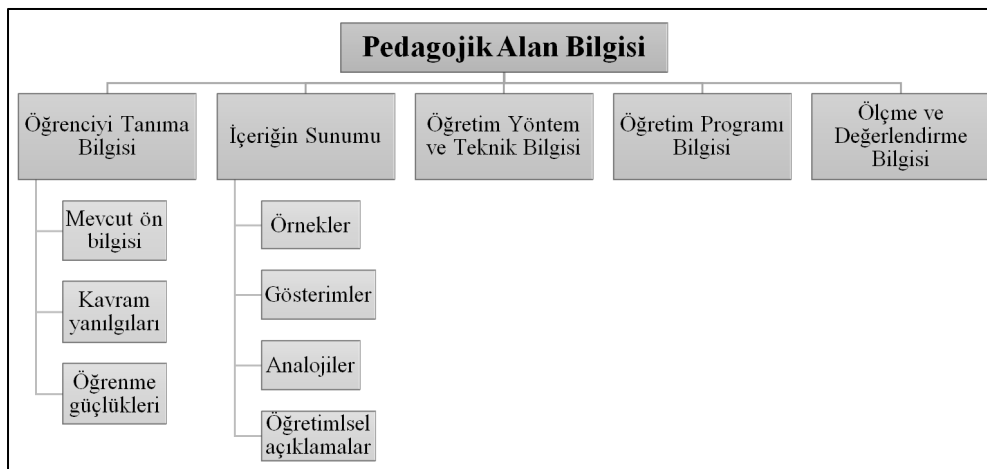 Pedagojik Alan Bilgisi
Öğrenciyi Tanıma
Bilgisi
İçeriğin Sunumu
Öğretim Yöntem
ve Teknik Bilgisi
Öğretim Programı
Bilgisi
Ölçme ve
Değerlendirme
Bilgisi
Mevcut ön
bilgisi
Kavram
yanılgıları
Öğrenme
güçlükleri
Örnekler
Gösterimler
Analojiler
Öğretimlsel
açıklamalar